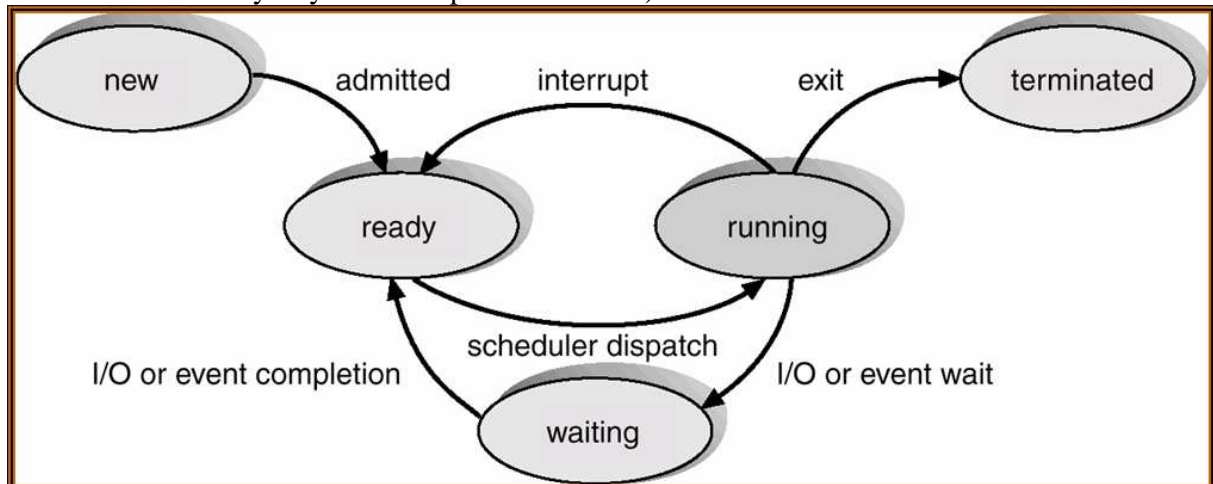 new
admitted
interrupt
exit
terminated
ready
running
scheduler dispatch
I/O or event completion
I/O or event wait
waiting